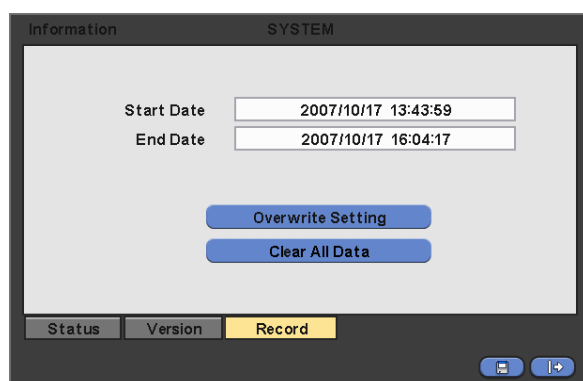 Information SYSTEM
Start Date 2007/10/17 13:43:59
End Date 2007/10/17 16:04:17
Overwrite Setting
Clear All Data
Status Version Record